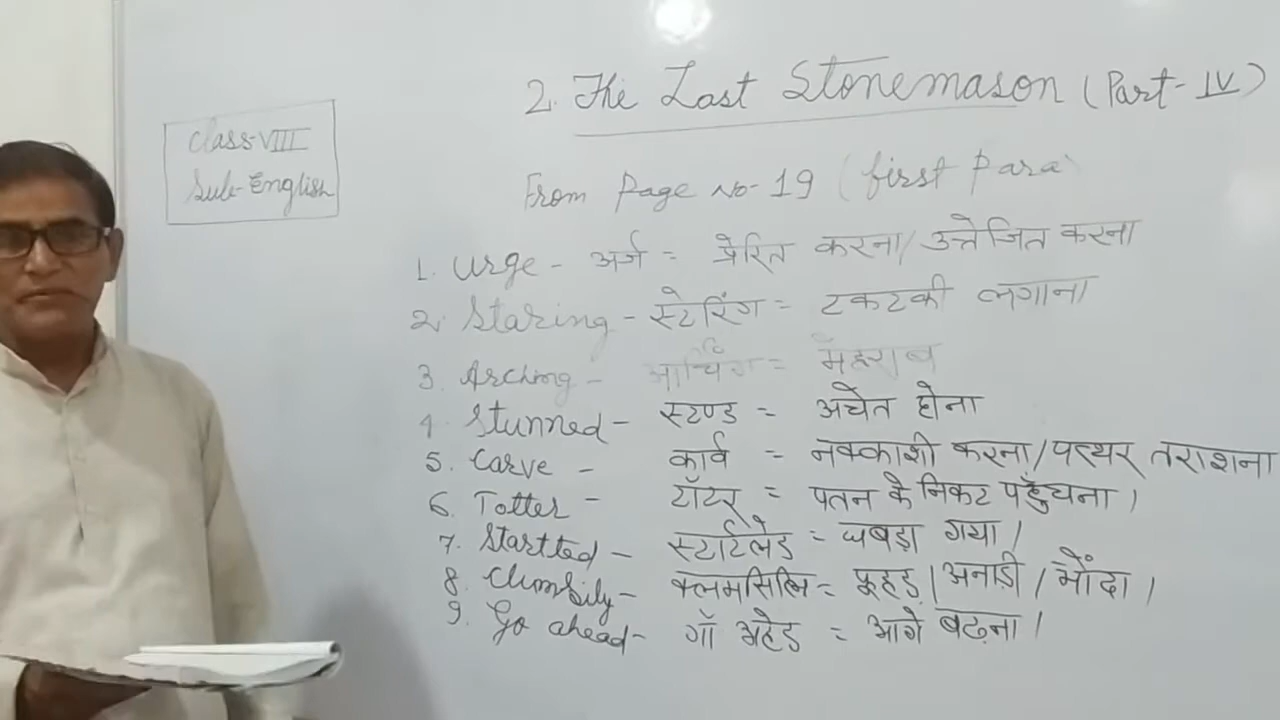 Class-VIII
Sub-English
2. The Last Stonemason (Part-IV)
From Page No-19 (first para
1. Urge - अर्ज = प्रेरित करना/उत्तेजित करना
2. Staring - स्टेरिंग = टकटकी लगाना
3. Arching - आर्चिंग = मेहराब
4. Stunned - स्टण्ड = अचेत होना
5. Carve - कार्व = नक्काशी करना/पत्थर तराशना
6. Totter - टॉटर = पतन के निकट पहुँचना।
7. Startted - स्टार्टलेड = घबड़ा गया।
8. Clumsily - क्लमसिलि = फूहड़/अनाड़ी/भोंदा।
9. Go ahead - गॉ अहेड = आगे बढ़ना।